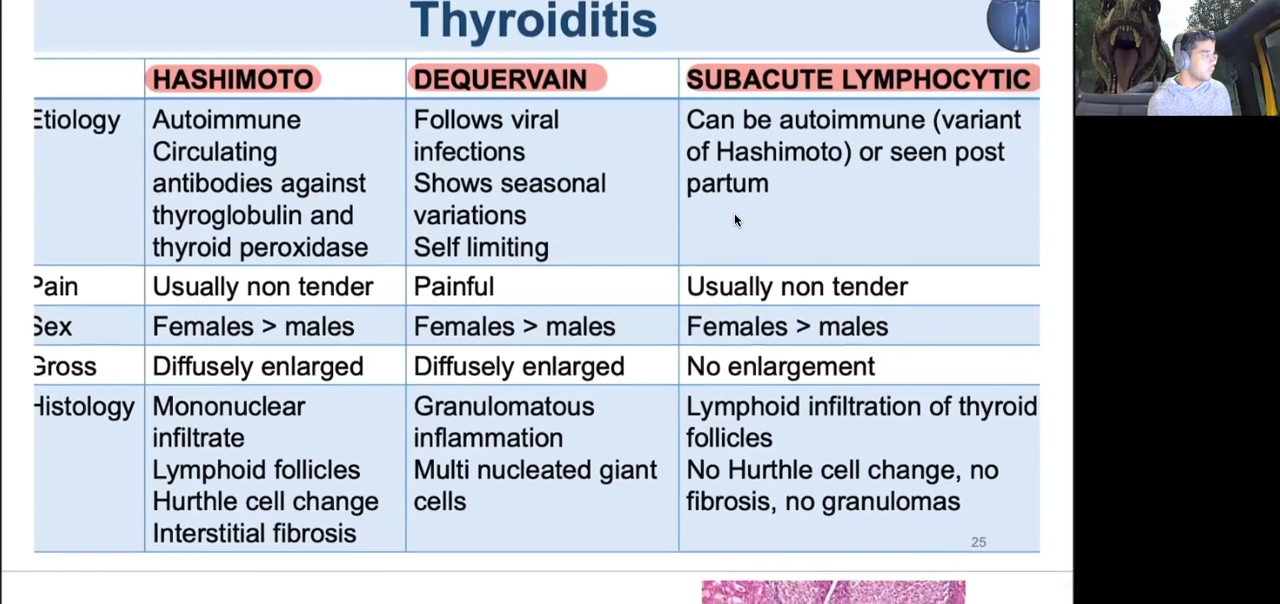 Thyroiditis
HASHIMOTO DEQUERVAIN SUBACUTE LYMPHOCYTIC
Etiology
Autoimmune
Circulating
antibodies against
thyroglobulin and
thyroid peroxidase
Follows viral
infections
Shows seasonal
variations
Self limiting
Can be autoimmune (variant
of Hashimoto) or seen post
partum
Pain Usually non tender Painful Usually non tender
Sex Females > males Females > males Females > males
Gross Diffusely enlarged Diffusely enlarged No enlargement
Histology
Mononuclear
infiltrate
Lymphoid follicles
Hurthle cell change
Interstitial fibrosis
Granulomatous
inflammation
Multi nucleated giant
cells
Lymphoid infiltration of thyroid
follicles
No Hurthle cell change, no
fibrosis, no granulomas
25